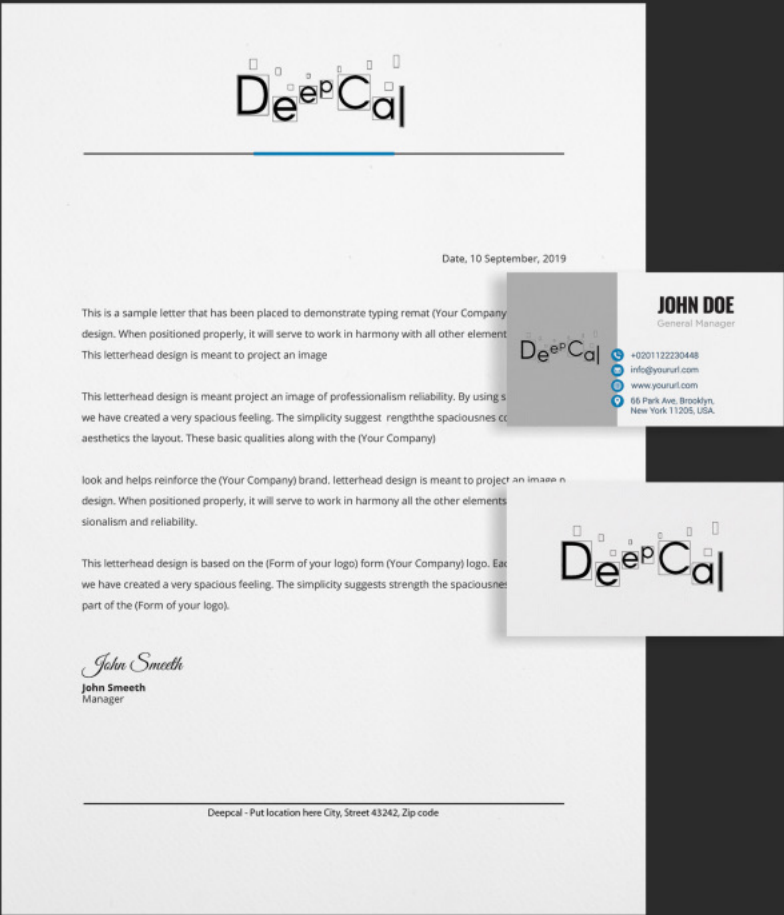 DeepCal
Date, 10 September, 2019
This is a sample letter that has been placed to demonstrate typing remat (Your Company
design. When positioned properly, it will serve to work in harmony with all other element
This letterhead design is meant to project an image
This letterhead design is meant project an image of professionalism reliability. By using s
we have created a very spacious feeling. The simplicity suggest rengththe spaciousnes co
aesthetics the layout. These basic qualities along with the (Your Company)
look and helps reinforce the (Your Company) brand. letterhead design is meant to project an image
design. When positioned properly, it will serve to work in harmony all the other elements
sionalism and reliability.
This letterhead design is based on the (Form of your logo) form (Your Company) logo. Eac
we have created a very spacious feeling. The simplicity suggests strength the spaciousnes
part of the (Form of your logo).
John Smeeth
John Smeeth
Manager
Deepcal - Put location here City, Street 43242, Zip code
DeepCal
JOHN DOE
General Manager
+0201122230448
info@yoururl.com
www.yoururl.com
66 Park Ave, Brooklyn,
New York 11205, USA.
DeepCal